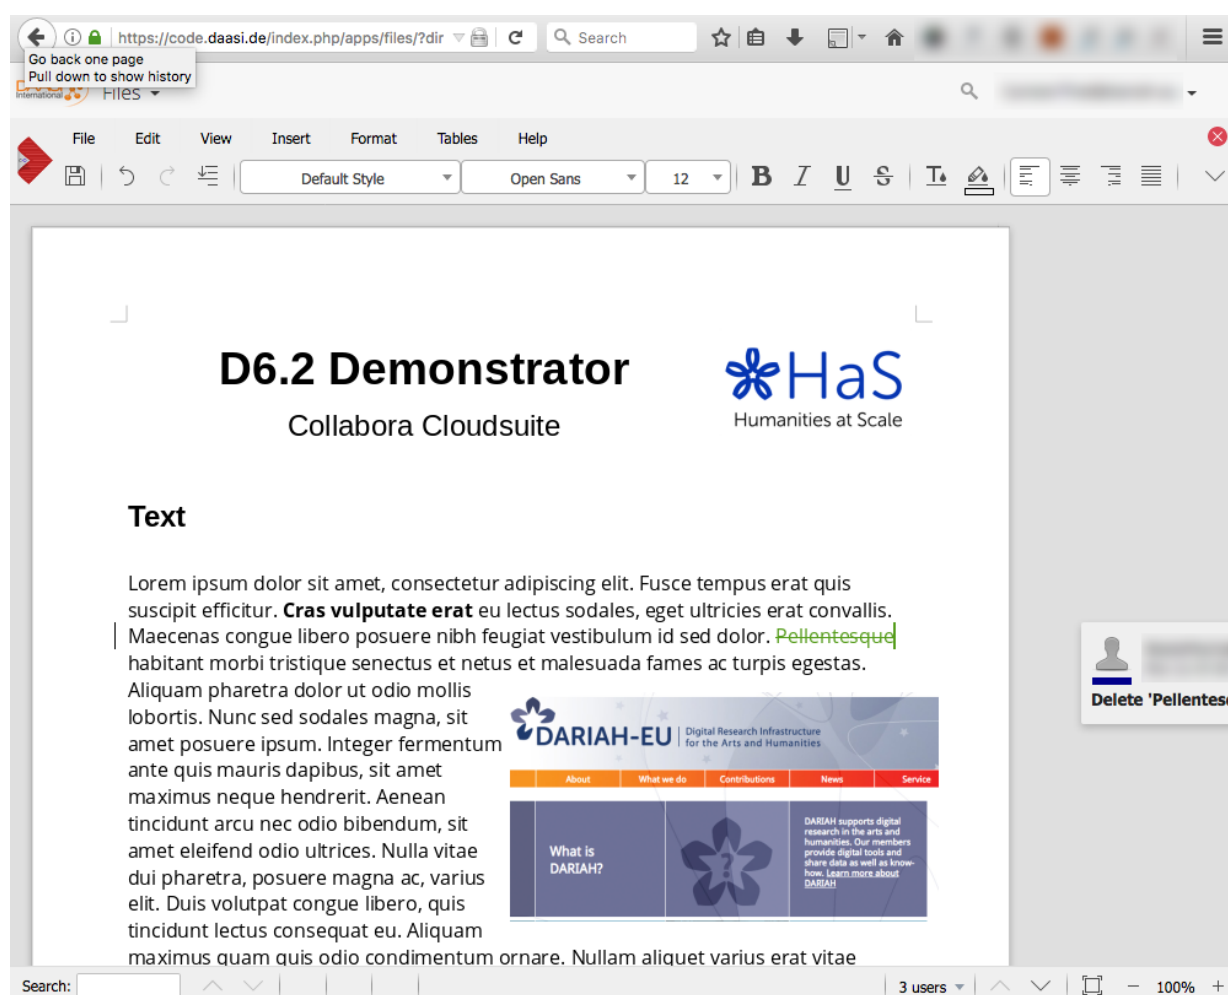 https://code.daasi.de/index.php/apps/files/?dir
Search
Go back one page
Pull down to show history
International
Files
File Edit View Insert Format Tables Help
Default Style Open Sans 12 B I U S
D6.2 Demonstrator
HaS
Collabora Cloudsuite
Humanities at Scale
Text
Lorem ipsum dolor sit amet, consectetur adipiscing elit. Fusce tempus erat quis
suscipit efficitur. Cras vulputate erat eu lectus sodales, eget ultricies erat convallis.
Maecenas congue libero posuere nibh feugiat vestibulum id sed dolor. Pellentesque
habitant morbi tristique senectus et netus et malesuada fames ac turpis egestas.
Aliquam pharetra dolor ut odio mollis
lobortis. Nunc sed sodales magna, sit
amet posuere ipsum. Integer fermentum
ante quis mauris dapibus, sit amet
maximus neque hendrerit. Aenean
tincidunt arcu nec odio bibendum, sit
amet eleifend odio ultrices. Nulla vitae
dui pharetra, posuere magna ac, varius
elit. Duis volutpat congue libero, quis
tincidunt lectus consequat eu. Aliquam
maximus quam quis odio condimentum ornare. Nullam aliquet varius erat vitae
DARIAH-EU
Digital Research Infrastructure
for the Arts and Humanities
About What we do Contributions News Service
What is
DARIAH?
?
DARIAH supports digital
research in the arts and
humanities. Our members
provide digital tools and
share data as well as know-
how. Learn more about
DARIAH
Delete 'Pellentes
Search:
3 users
100%